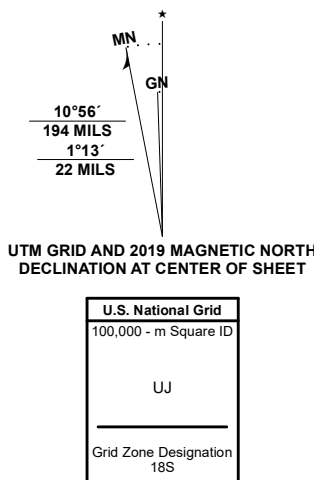 ★
MN
GN
10°56´
194 MILS
1°13´
22 MILS
UTM GRID AND 2019 MAGNETIC NORTH
DECLINATION AT CENTER OF SHEET
U.S. National Grid
100,000 - m Square ID
UJ
Grid Zone Designation
18S